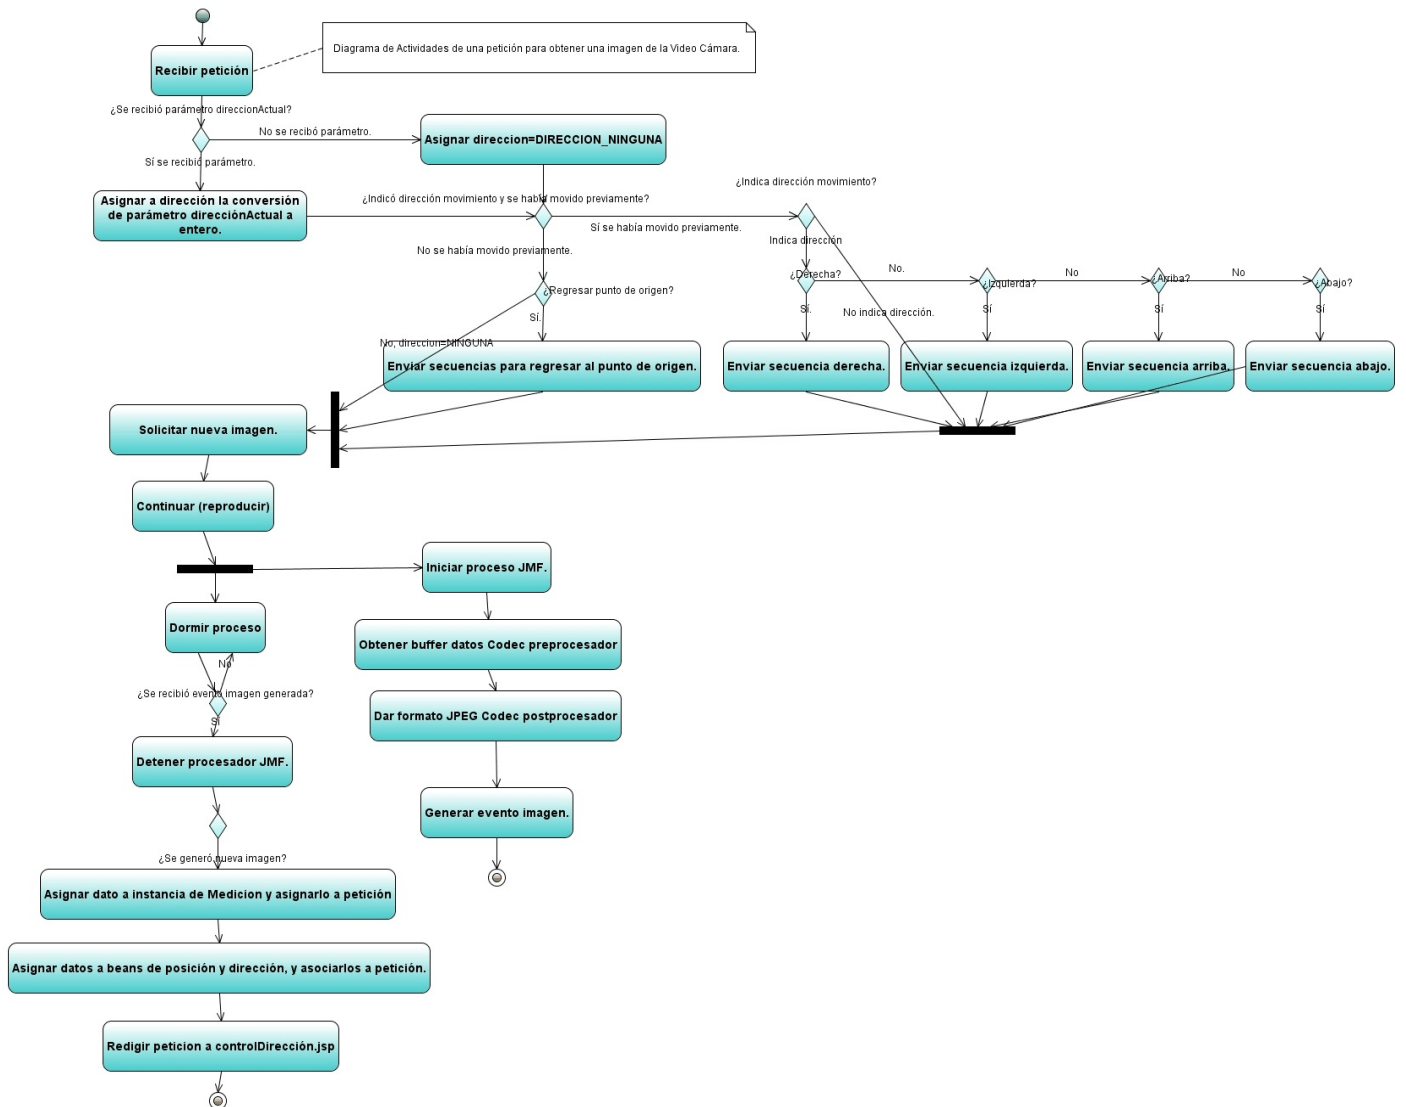 Diagrama de Actividades de una petición para obtener una imagen de la Video Cámara.
Recibir petición
¿Se recibió parámetro direccionActual?
No se recibó parámetro.
Asignar direccion=DIRECCION_NINGUNA
Sí se recibió parámetro.
¿Indica dirección movimiento?
Asignar a dirección la conversión
de parámetro direcciónActual a
entero.
¿Indicó dirección movimiento y se había movido previamente?
Sí se había movido previamente.
Indica dirección
No se había movido previamente.
¿Derecha?
No.
¿Izquierda?
No
¿Arriba?
No
¿Abajo?
¿Regresar punto de origen?
Sí.
Sí.
No indica dirección.
Sí
Sí
Sí
No, direccion=NINGUNA
Enviar secuencias para regresar al punto de origen.
Enviar secuencia derecha.
Enviar secuencia izquierda.
Enviar secuencia arriba.
Enviar secuencia abajo.
Solicitar nueva imagen.
Continuar (reproducir)
Iniciar proceso JMF.
Dormir proceso
Obtener buffer datos Codec preprocesador
No
¿Se recibió evento imagen generada?
Sí
Dar formato JPEG Codec postprocesador
Detener procesador JMF.
Generar evento imagen.
¿Se generó nueva imagen?
Asignar dato a instancia de Medicion y asignarlo a petición
Asignar datos a beans de posición y dirección, y asociarlos a petición.
Redigir peticion a controlDirección.jsp